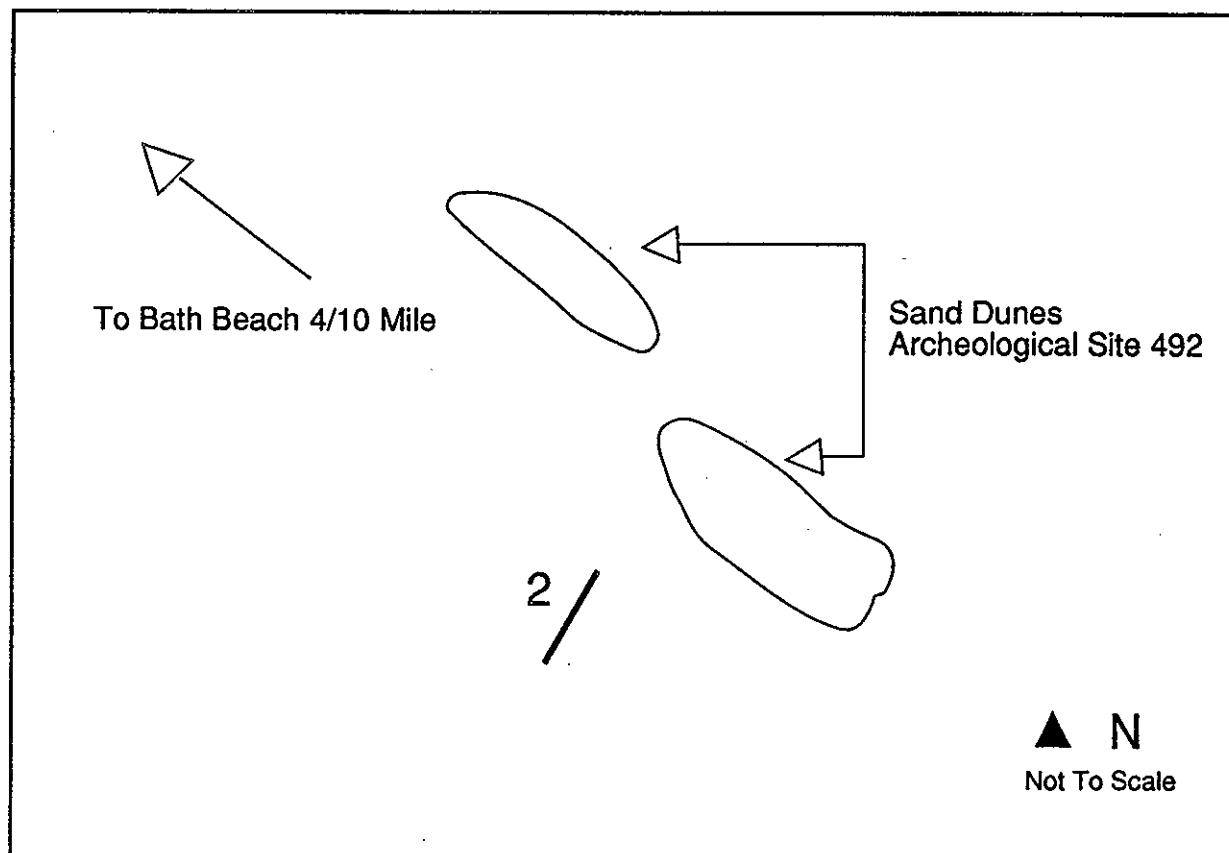 To Bath Beach 4/10 Mile
Sand Dunes
Archeological Site 492
2
N
Not To Scale